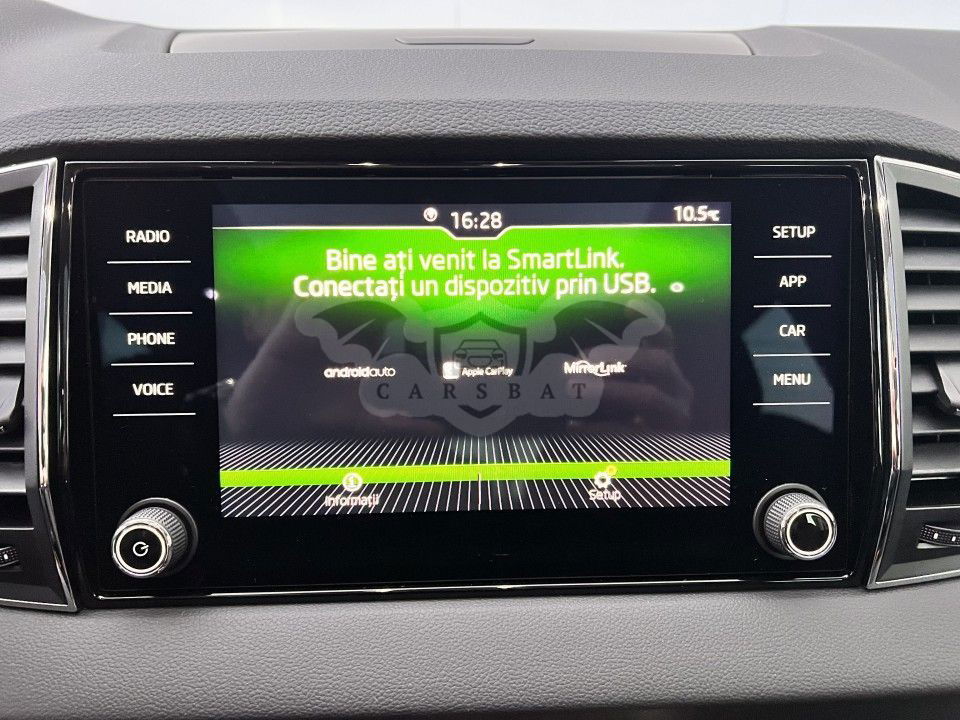 16:28
10.5℃
RADIO
MEDIA
PHONE
VOICE
Bine ați venit la SmartLink.
Conectați un dispozitiv prin USB.
androidauto
Apple CarPlay
MirrorLink
CARSBAT
Informații
Setup
SETUP
APP
CAR
MENU